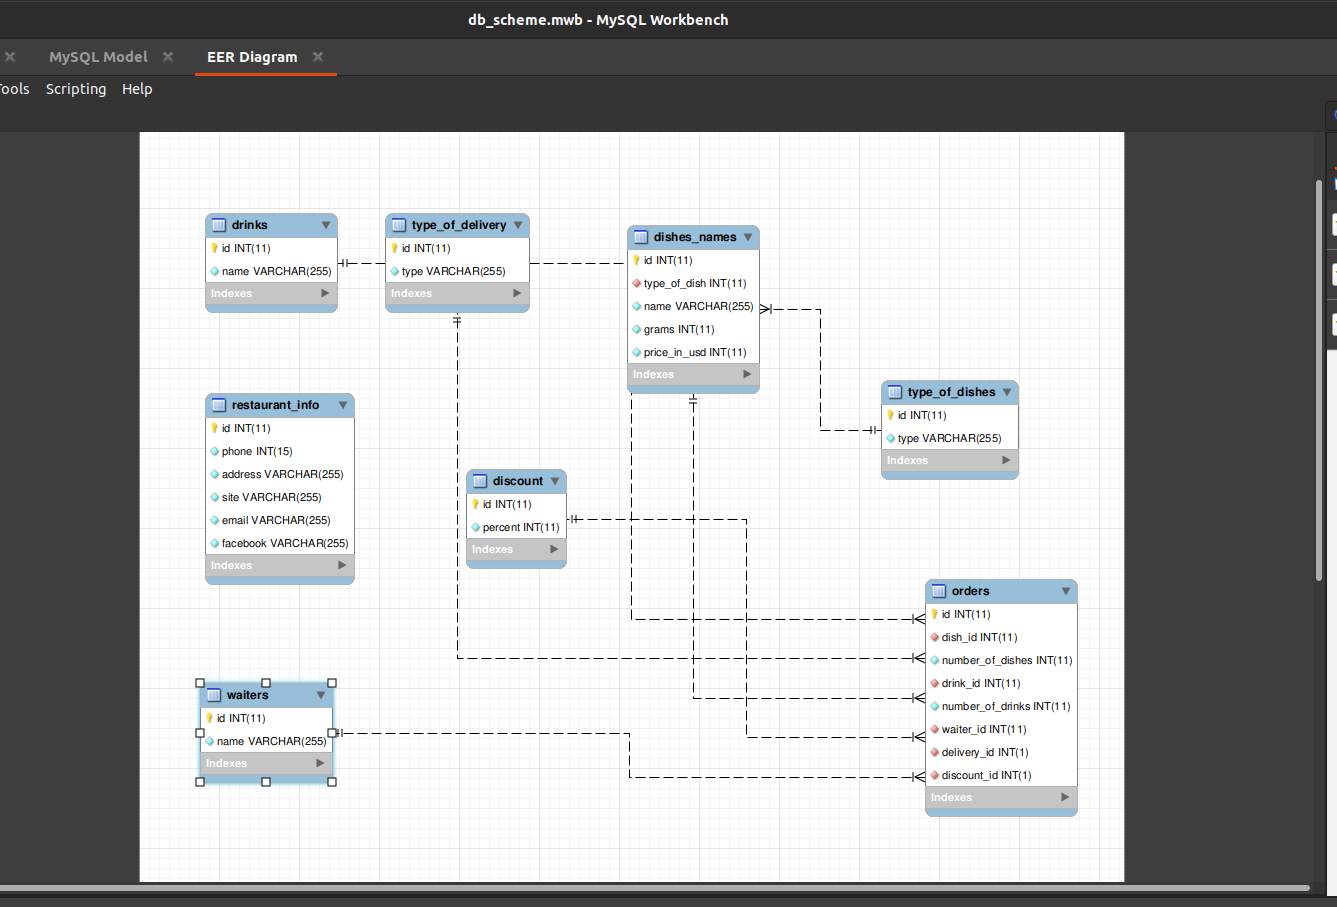 db_scheme.mwb - MySQL Workbench
MySQL Model
EER Diagram
Tools Scripting Help
drinks
id INT(11)
name VARCHAR(255)
Indexes
type_of_delivery
id INT(11)
type VARCHAR(255)
Indexes
dishes_names
id INT(11)
type_of_dish INT(11)
name VARCHAR(255)
grams INT(11)
price_in_usd INT(11)
Indexes
type_of_dishes
id INT(11)
type VARCHAR(255)
Indexes
restaurant_info
id INT(11)
phone INT(15)
address VARCHAR(255)
site VARCHAR(255)
email VARCHAR(255)
facebook VARCHAR(255)
Indexes
discount
id INT(11)
percent INT(11)
Indexes
orders
id INT(11)
dish_id INT(11)
number_of_dishes INT(11)
drink_id INT(11)
number_of_drinks INT(11)
waiter_id INT(11)
delivery_id INT(1)
discount_id INT(1)
Indexes
waiters
id INT(11)
name VARCHAR(255)
Indexes